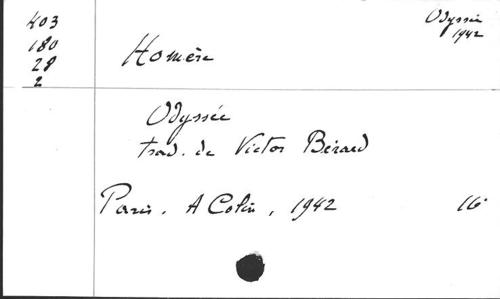 403
180
28
2
Odyssée
1942
Homère
Odyssée
trad. de Victor Bérard
Paris. A Colin, 1942 16°